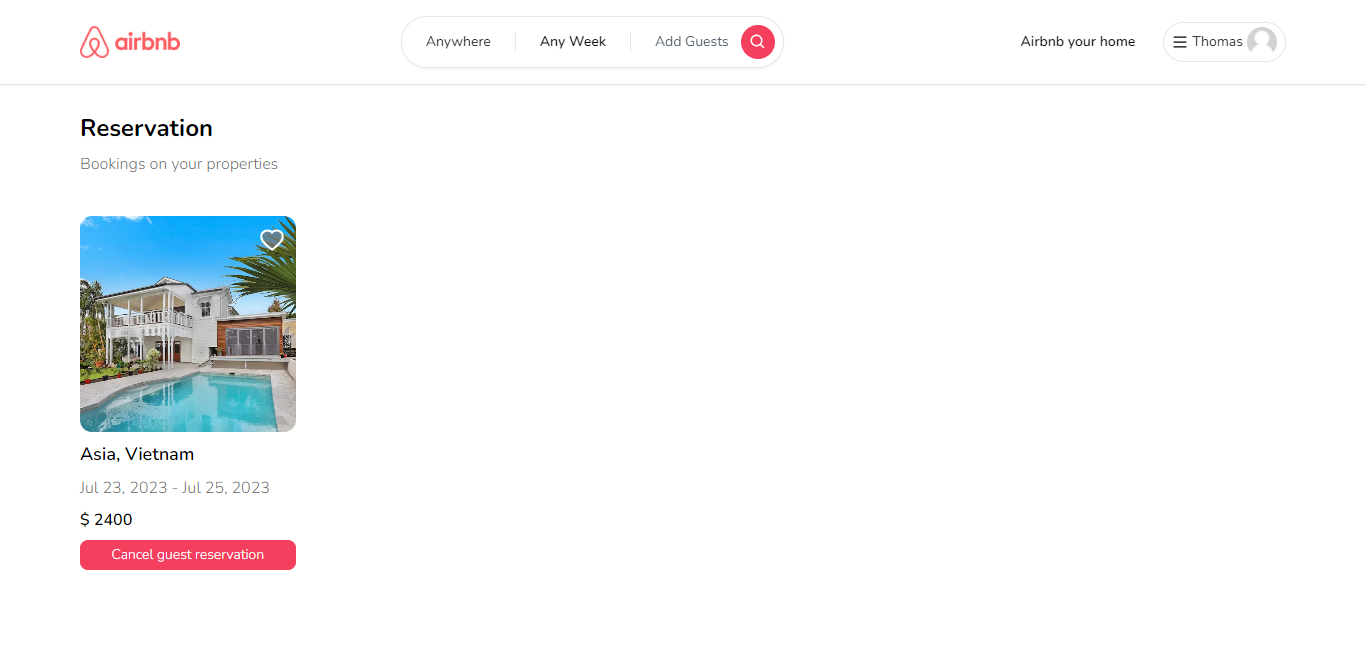 airbnb
Anywhere
Any Week
Add Guests
Airbnb your home
Thomas
Reservation
Bookings on your properties
Asia, Vietnam
Jul 23, 2023 - Jul 25, 2023
$ 2400
Cancel guest reservation